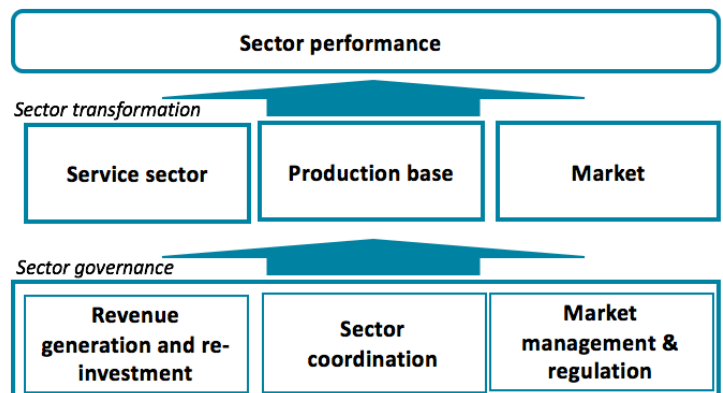 Sector performance
Sector transformation
Service sector
Production base
Market
Sector governance
Revenue
generation and re-
investment
Sector
coordination
Market
management &
regulation